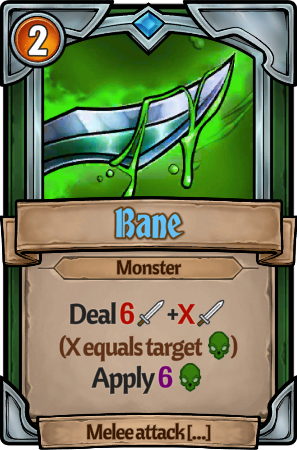 2
Bane
Monster
Deal 6 +X
(X equals target )
Apply 6
Melee attack [...]